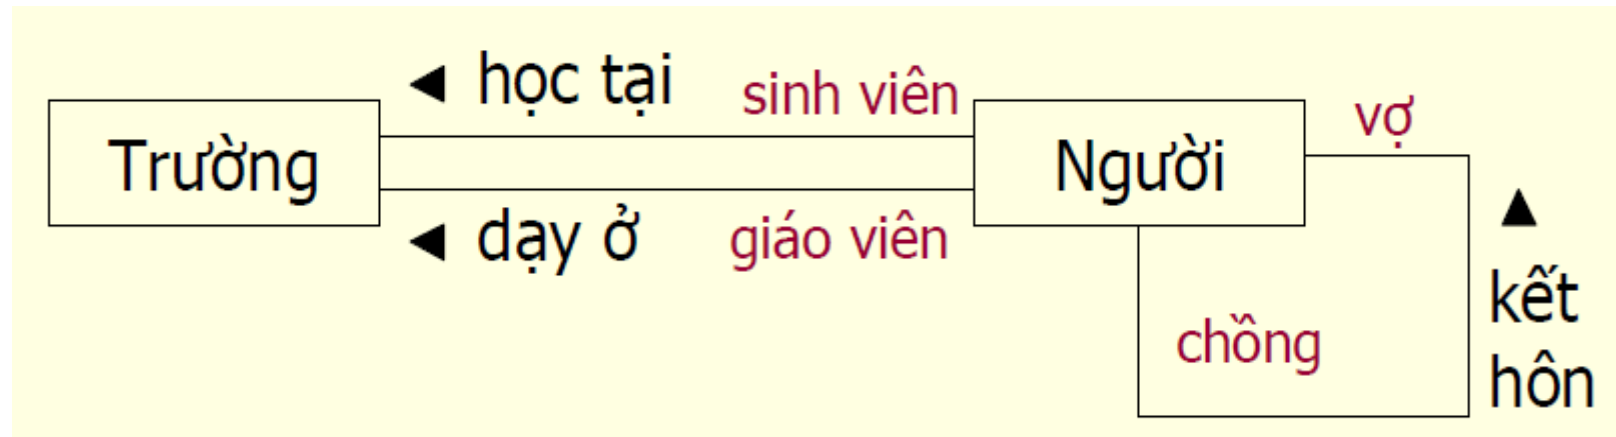 ◄ học tại
sinh viên
vợ
Trường
Người
◄ dạy ở
giáo viên
▲
kết
hôn
chồng